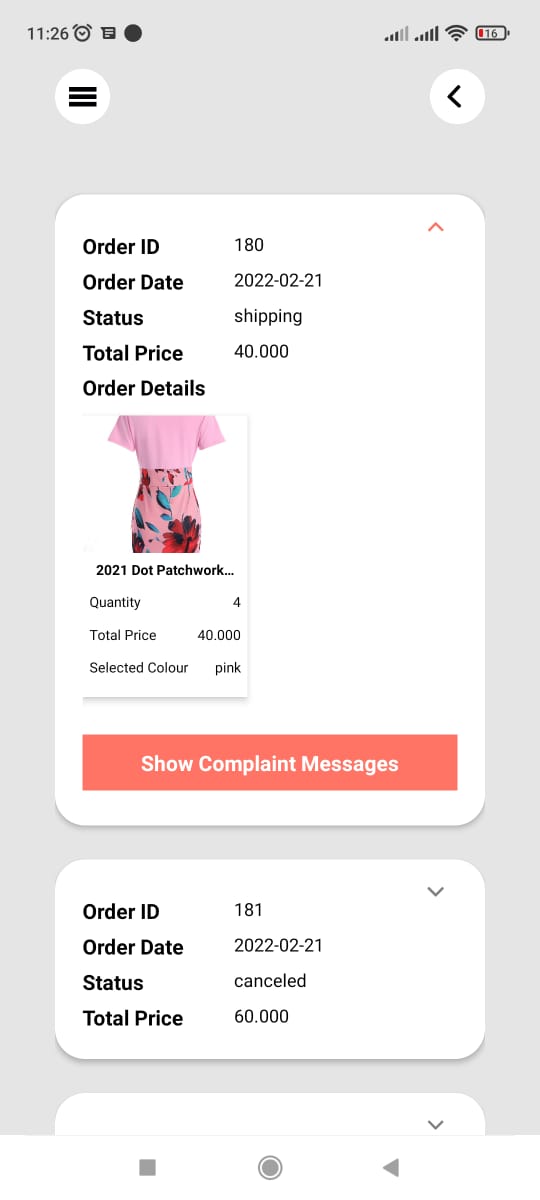 11:26
16
Order ID 180
Order Date 2022-02-21
Status shipping
Total Price 40.000
Order Details
2021 Dot Patchwork...
Quantity 4
Total Price 40.000
Selected Colour pink
Show Complaint Messages
Order ID 181
Order Date 2022-02-21
Status canceled
Total Price 60.000